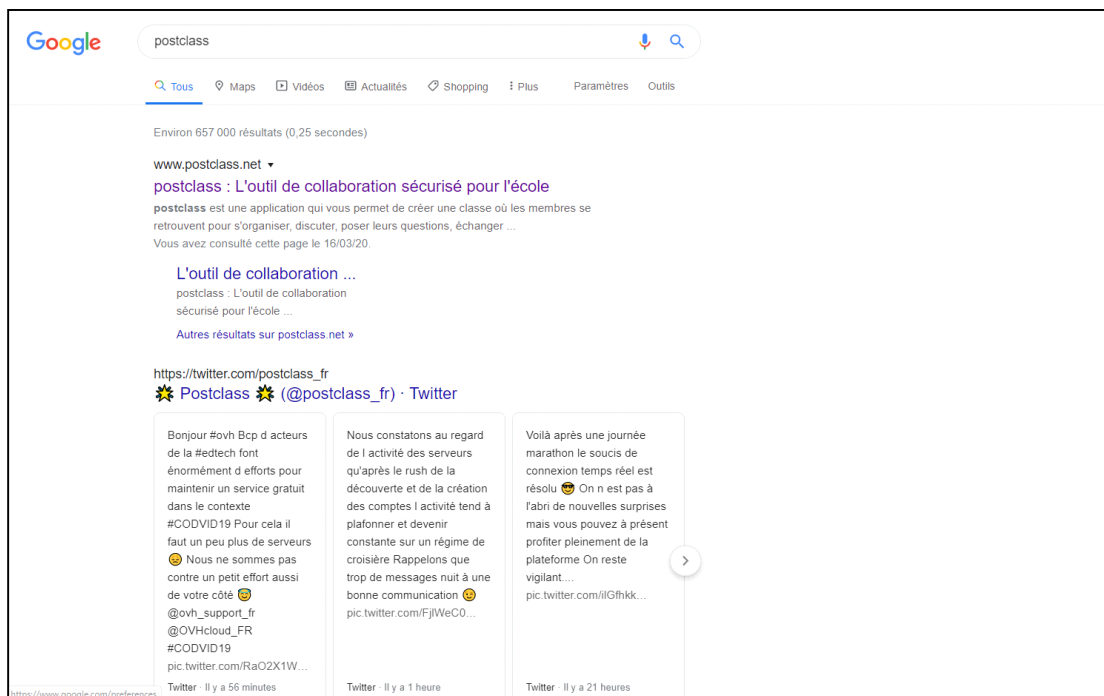 Google
postclass
Tous Maps Vidéos Actualités Shopping Plus Paramètres Outils
Environ 657 000 résultats (0,25 secondes)
www.postclass.net
postclass : L'outil de collaboration sécurisé pour l'école
postclass est une application qui vous permet de créer une classe où les membres se
retrouvent pour s'organiser, discuter, poser leurs questions, échanger ...
Vous avez consulté cette page le 16/03/20.
L'outil de collaboration ...
postclass : L'outil de collaboration
sécurisé pour l'école ...
Autres résultats sur postclass.net »
https://twitter.com/postclass_fr
🌟 Postclass 🌟 (@postclass_fr) · Twitter
Bonjour #ovh Bcp d acteurs
de la #edtech font
énormément d efforts pour
maintenir un service gratuit
dans le contexte
#CODVID19 Pour cela il
faut un peu plus de serveurs
😞 Nous ne sommes pas
contre un petit effort aussi
de votre côté 😇
@ovh_support_fr
@OVHcloud_FR
#CODVID19
pic.twitter.com/RaO2X1W...
Twitter · Il y a 56 minutes
Nous constatons au regard
de l activité des serveurs
qu'après le rush de la
découverte et de la création
des comptes l activité tend à
plafonner et devenir
constante sur un régime de
croisière Rappelons que
trop de messages nuit à une
bonne communication 😉
pic.twitter.com/FjlWeC0...
Twitter · Il y a 1 heure
Voilà après une journée
marathon le soucis de
connexion temps réel est
résolu 😎 On n est pas à
l'abri de nouvelles surprises
mais vous pouvez à présent
profiter pleinement de la
plateforme On reste
vigilant....
pic.twitter.com/ilGfhkk...
Twitter · Il y a 21 heures
https://www.google.com/preferences